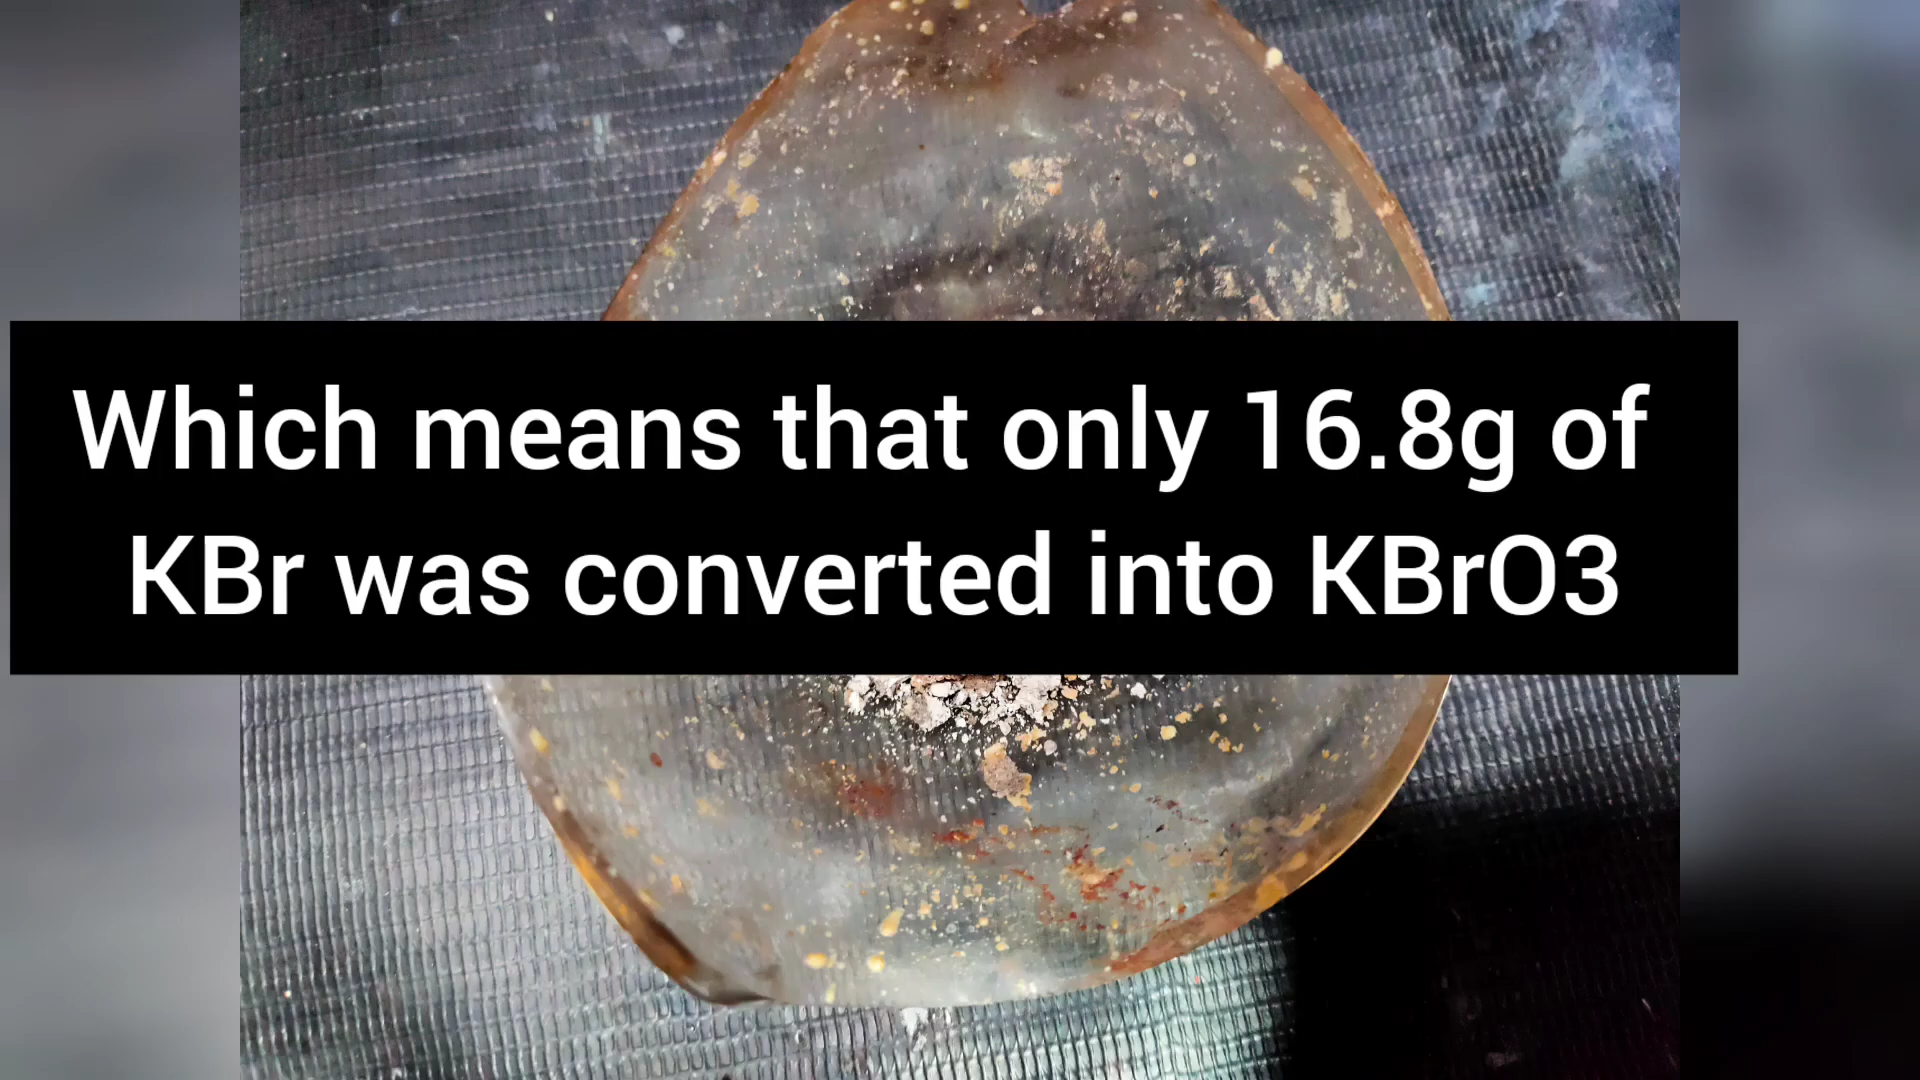 Which means that only 16.8g of
KBr was converted into KBrO3